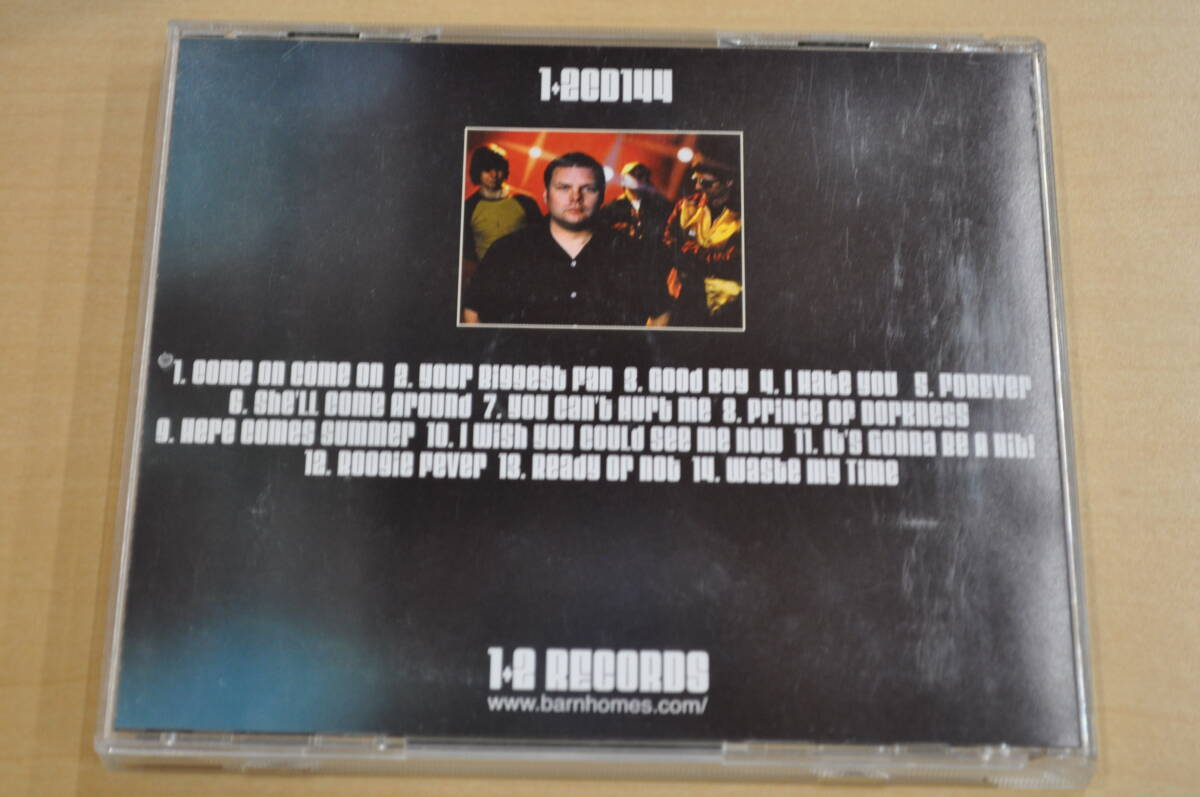 1+2CD144
1. Come on Come on 2. Your Biggest Fan 3. Good Boy 4. I Hate You 5. Forever
6. She'll Come Around 7. You Can't Hurt Me 8. Prince of Dorkness
9. Here Comes Summer 10. I Wish You Could See Me Now 11. It's Gonna Be A Hit!
12. Boogie Fever 13. Ready or Not 14. Waste My Time
1+2 RECORDS
www.barnhomes.com/